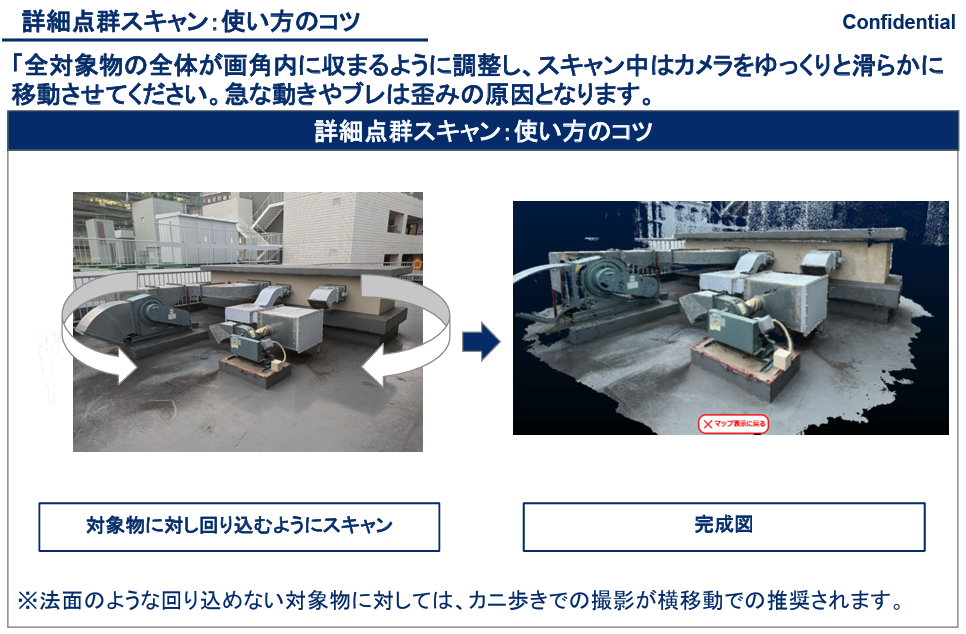 詳細点群スキャン：使い方のコツ
Confidential
「全対象物の全体が画角内に収まるように調整し、スキャン中はカメラをゆっくりと滑らかに
移動させてください。急な動きやブレは歪みの原因となります。
詳細点群スキャン：使い方のコツ
マップ表示に戻る
対象物に対し回り込むようにスキャン
完成図
※法面のような回り込めない対象物に対しては、カニ歩きでの撮影が横移動での推奨されます。